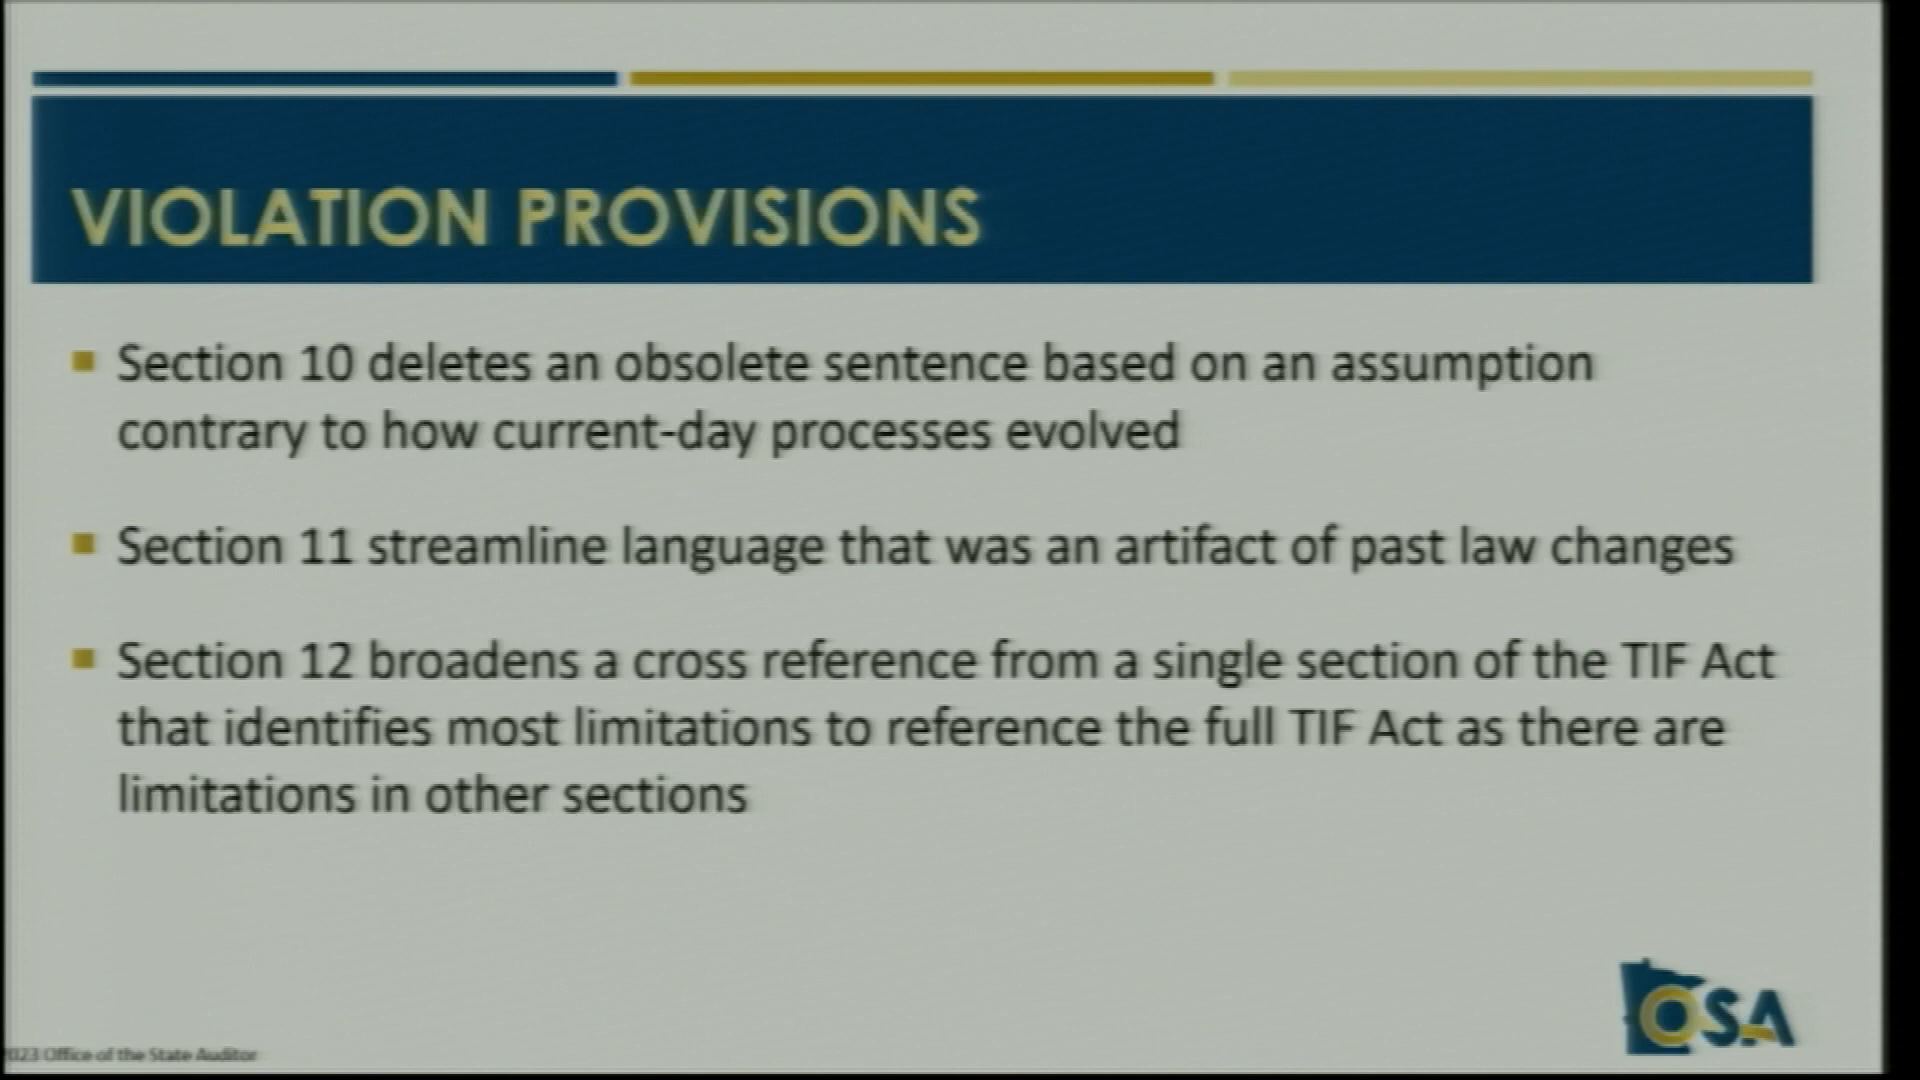 VIOLATION PROVISIONS
Section 10 deletes an obsolete sentence based on an assumption
contrary to how current-day processes evolved
Section 11 streamline language that was an artifact of past law changes
Section 12 broadens a cross reference from a single section of the TIF Act
that identifies most limitations to reference the full TIF Act as there are
limitations in other sections
OSA
2023 Office of the State Auditor